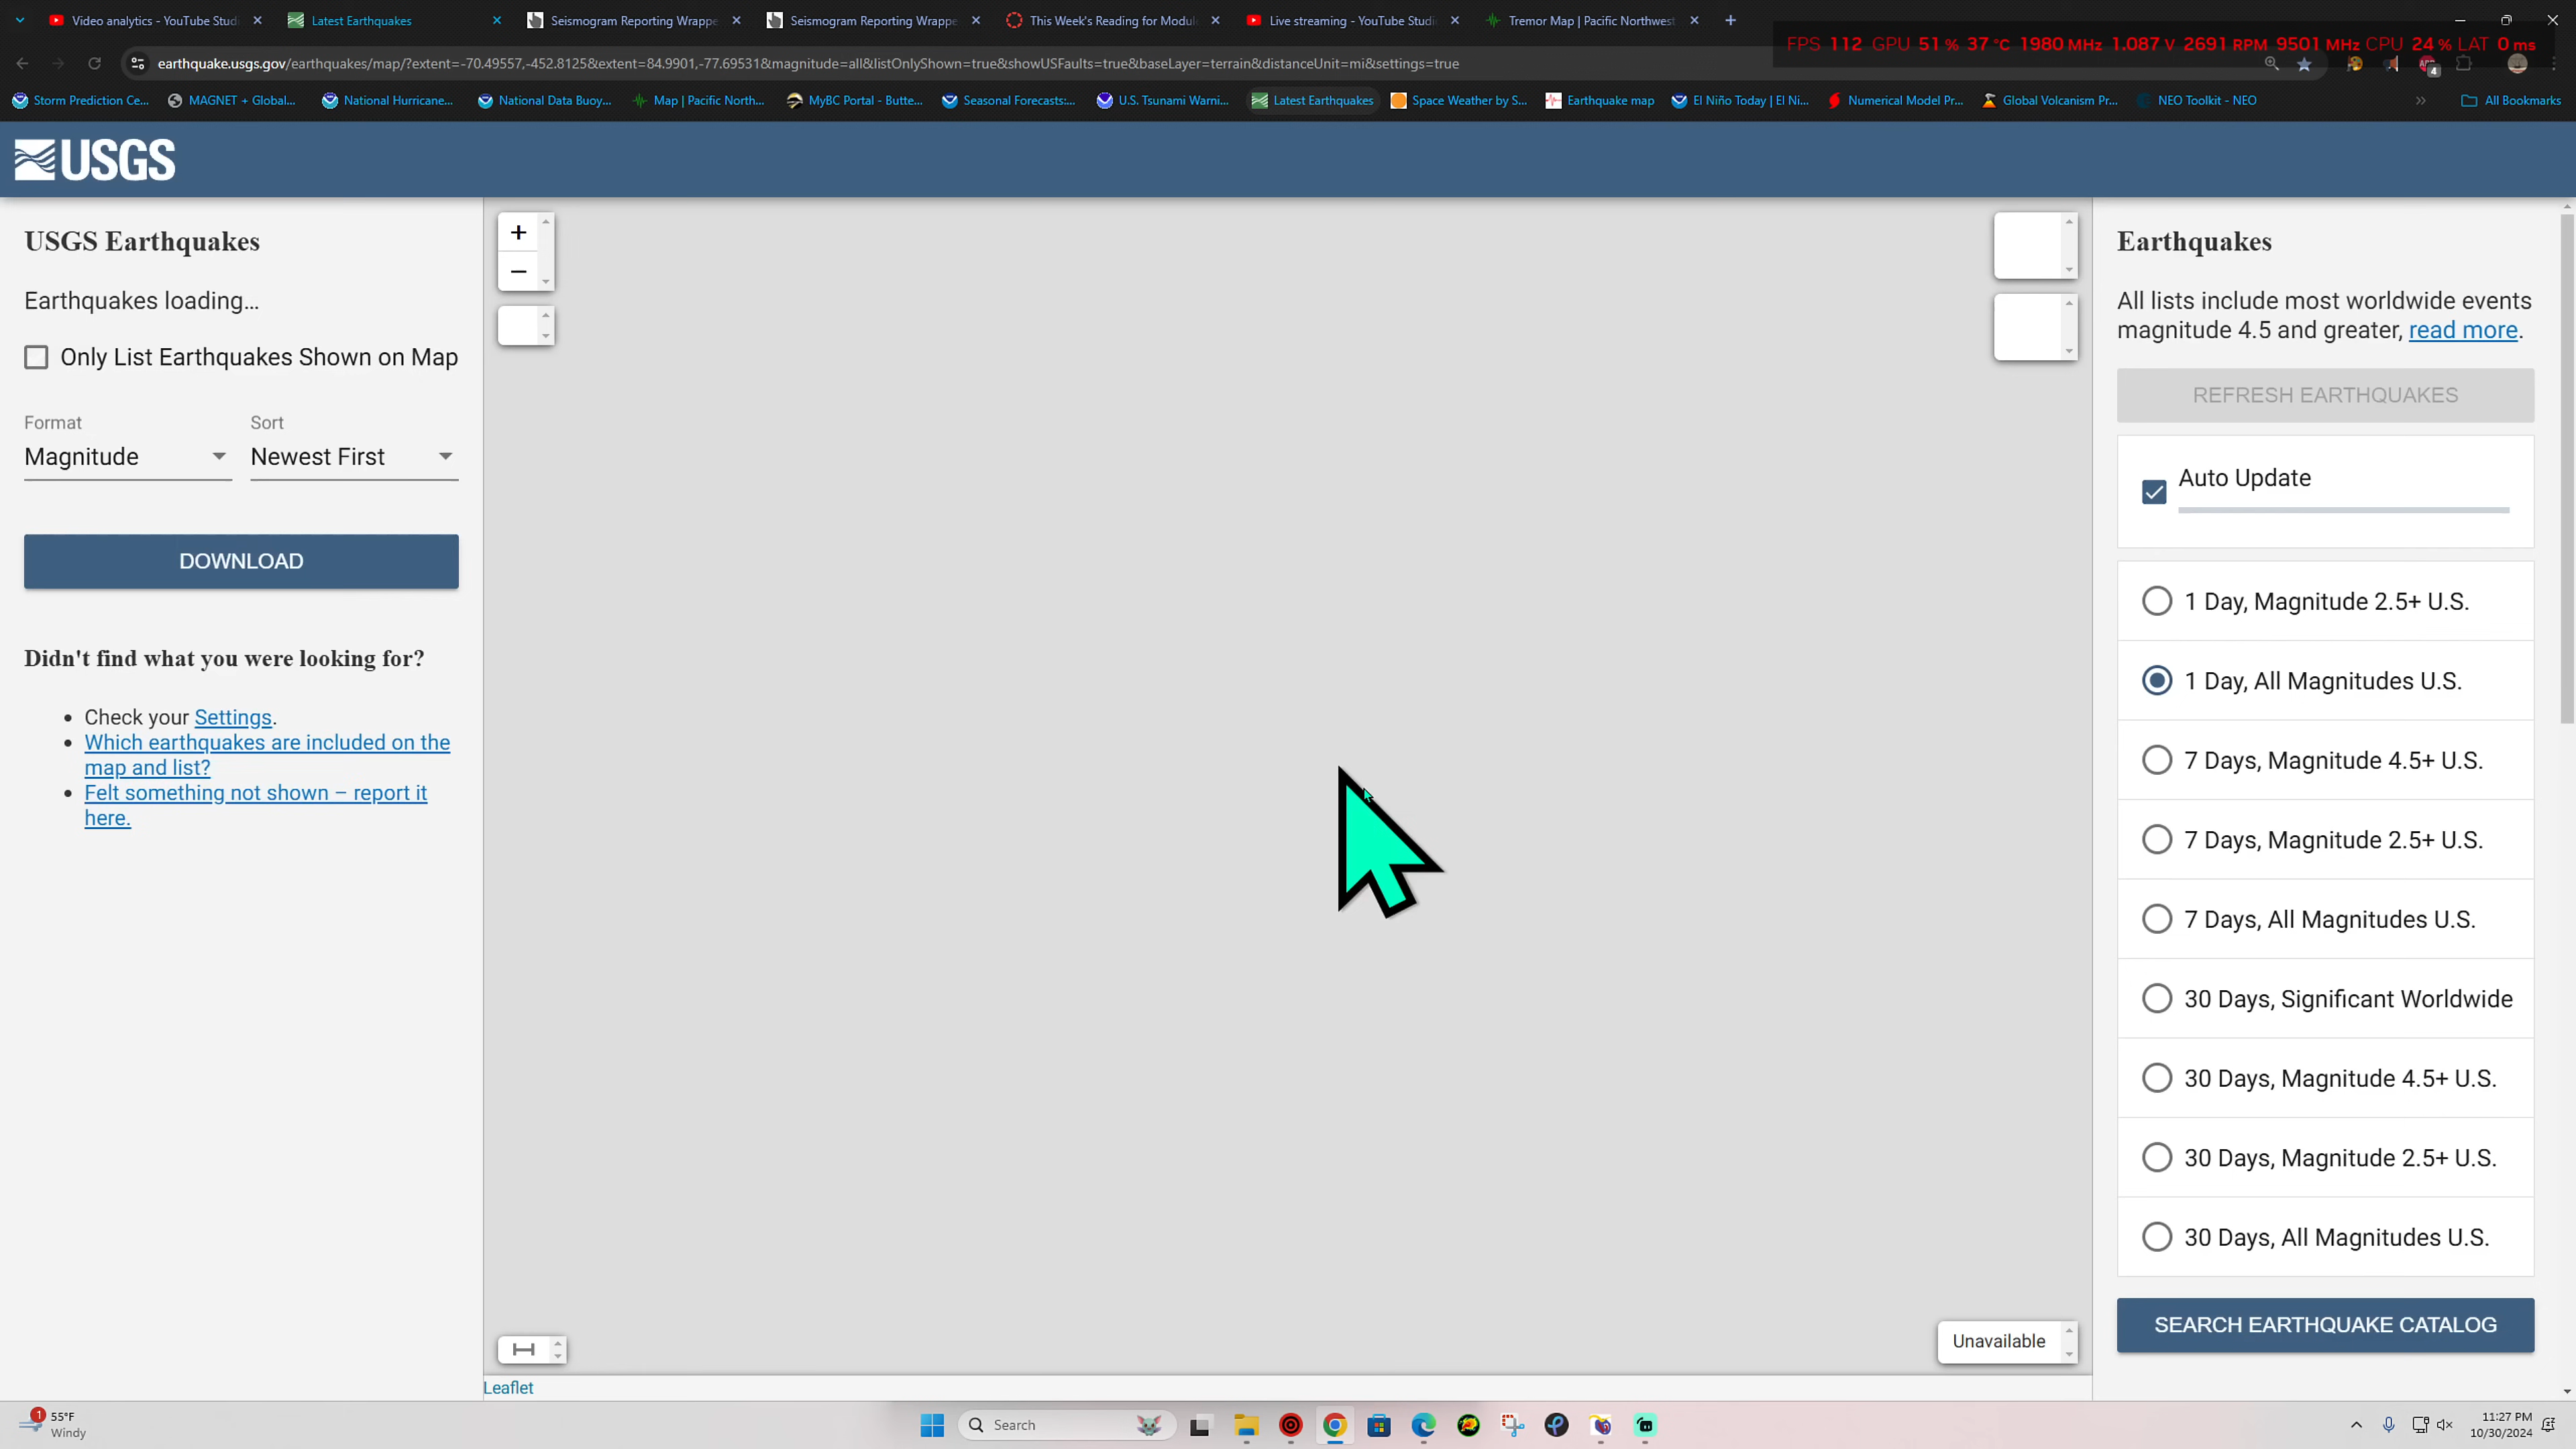 Video analytics - YouTube Studi
Latest Earthquakes
Seismogram Reporting Wrappe
Seismogram Reporting Wrappe
This Week's Reading for Modul
Live streaming - YouTube Studi
Tremor Map | Pacific Northwest
FPS 112 GPU 51 % 37 °C 1980 MHz 1.087 V 2691 RPM 9501 MHz CPU 24 % LAT 0 ms
earthquake.usgs.gov/earthquakes/map/?extent=-70.49557,-452.8125&extent=84.9901,-77.69531&magnitude=all&listOnlyShown=true&showUSFaults=true&baseLayer=terrain&distanceUnit=mi&settings=true
4
Storm Prediction Ce...
MAGNET + Global...
National Hurricane...
National Data Buoy...
Map | Pacific North...
MyBC Portal - Butte...
Seasonal Forecasts:...
U.S. Tsunami Warni...
Latest Earthquakes
Space Weather by S...
Earthquake map
El Niño Today | El Ni...
Numerical Model Pr...
Global Volcanism Pr...
NEO Toolkit - NEO
All Bookmarks
USGS
USGS Earthquakes
Earthquakes loading...
Only List Earthquakes Shown on Map
Format
Sort
Magnitude
Newest First
DOWNLOAD
Didn't find what you were looking for?
Check your Settings.
Which earthquakes are included on the
map and list?
Felt something not shown – report it
here.
+
−
Unavailable
Leaflet
Earthquakes
All lists include most worldwide events
magnitude 4.5 and greater, read more.
REFRESH EARTHQUAKES
Auto Update
1 Day, Magnitude 2.5+ U.S.
1 Day, All Magnitudes U.S.
7 Days, Magnitude 4.5+ U.S.
7 Days, Magnitude 2.5+ U.S.
7 Days, All Magnitudes U.S.
30 Days, Significant Worldwide
30 Days, Magnitude 4.5+ U.S.
30 Days, Magnitude 2.5+ U.S.
30 Days, All Magnitudes U.S.
SEARCH EARTHQUAKE CATALOG
1
55°F
Windy
Search
11:27 PM
10/30/2024